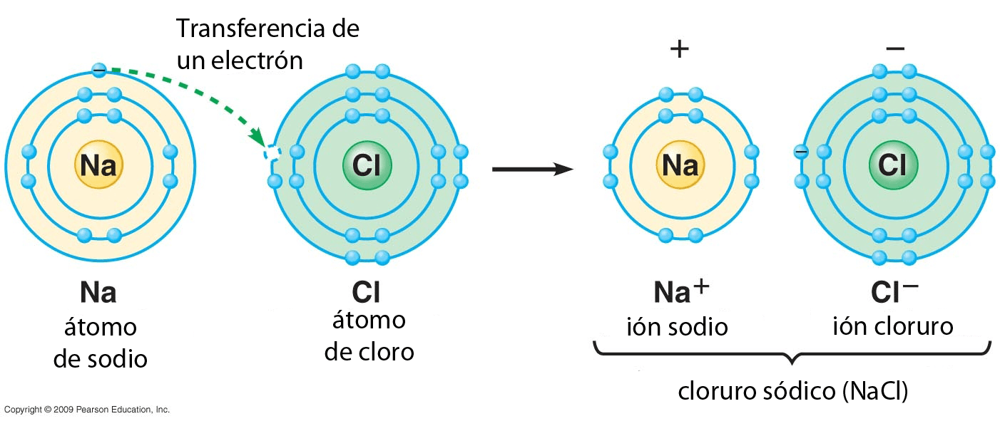 Transferencia de
un electrón
+
−
−
Na
Cl
Na
−
Cl
Na
Cl
Na+
Cl−
átomo
de sodio
átomo
de cloro
ión sodio
ión cloruro
cloruro sódico (NaCl)
Copyright © 2009 Pearson Education, Inc.